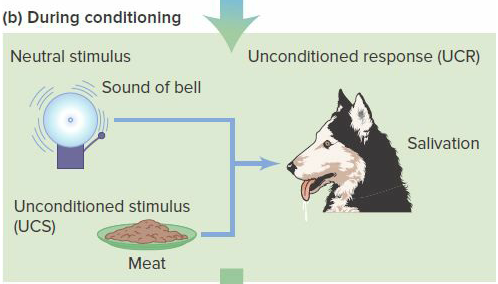 (b) During conditioning
Neutral stimulus
Unconditioned response (UCR)
Sound of bell
Salivation
Unconditioned stimulus
(UCS)
Meat